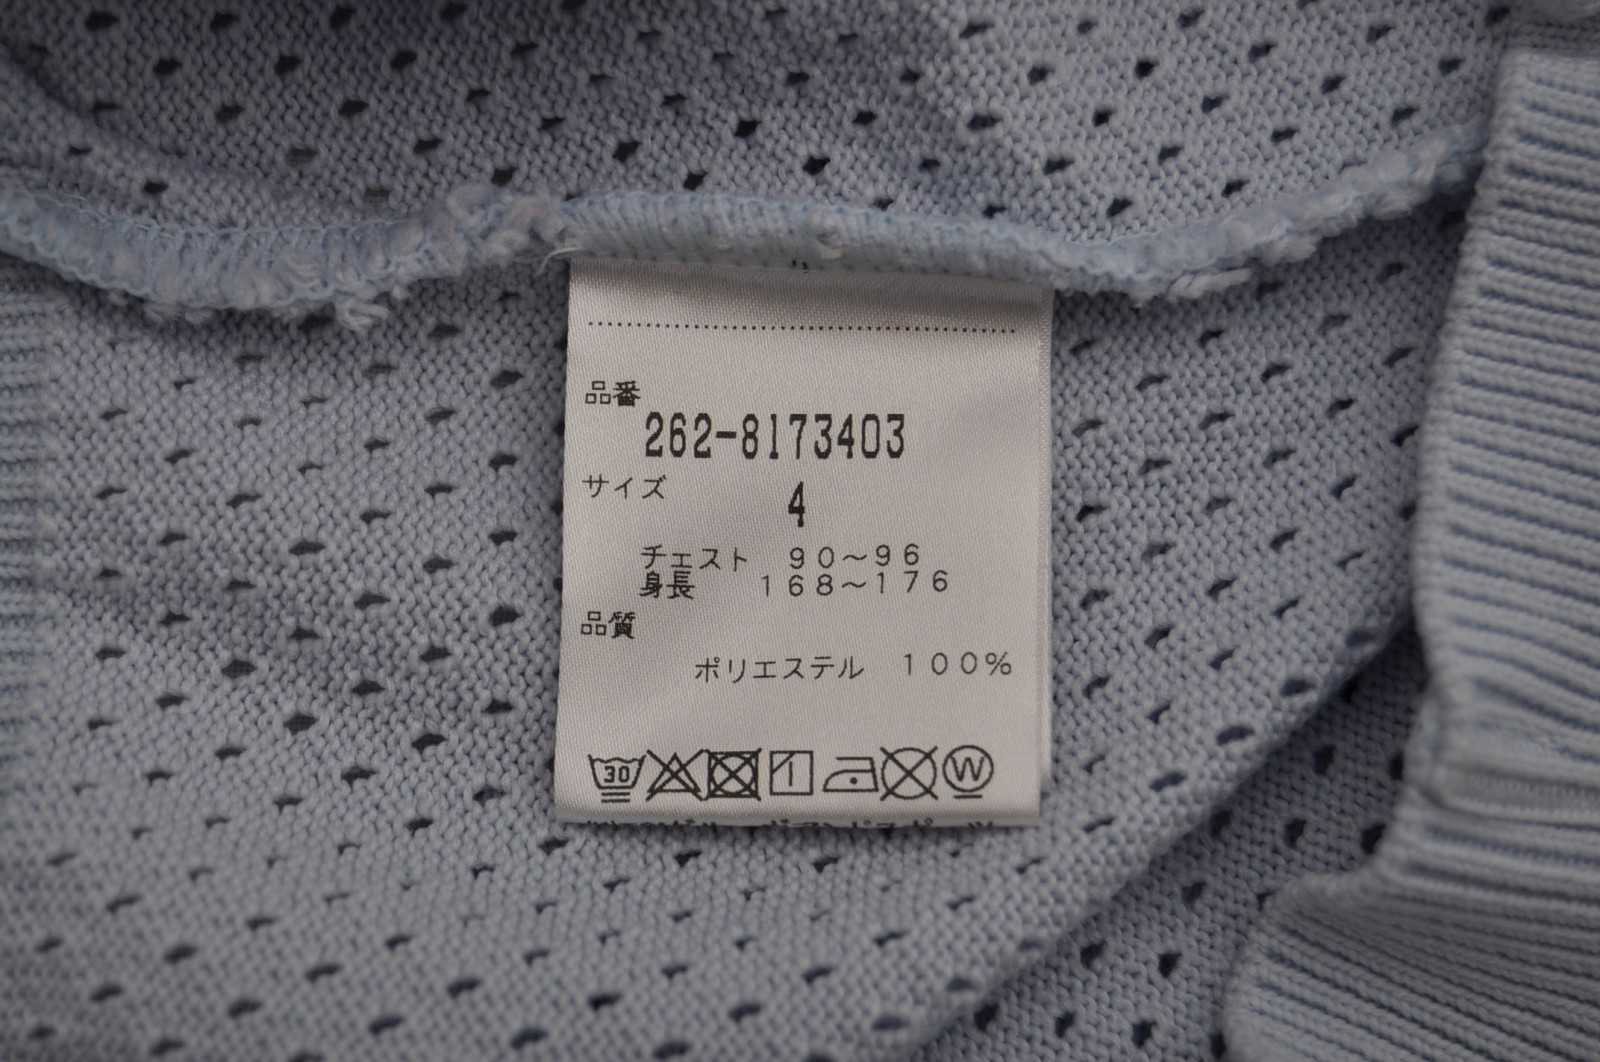 品番
262-8173403
サイズ
4
チェスト 90～96
身長 168～176
品質
ポリエステル 100%
30
W